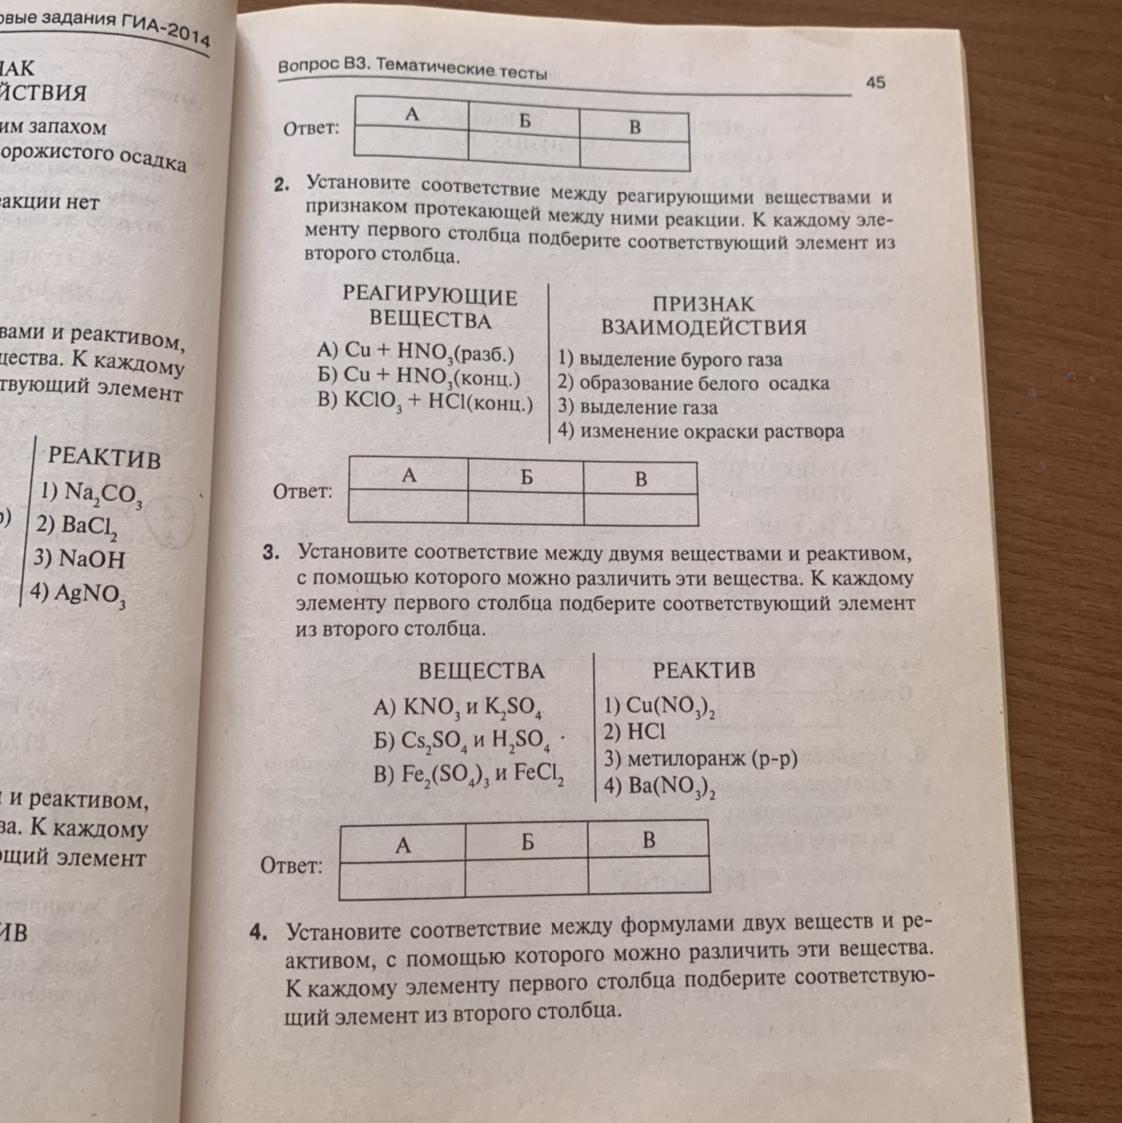 овые задания ГИА-2014
НАК
ЙСТВИЯ
им запахом
орожистого осадка
еакции нет
вами и реактивом,
щества. К каждому
твующий элемент
РЕАКТИВ
1) Na₂CO₃
2) BaCl₂
3) NaOH
4) AgNO₃
и реактивом,
ва. К каждому
ощий элемент
ИВ
Вопрос В3. Тематические тесты
45
А Б В
Ответ:
2. Установите соответствие между реагирующими веществами и
признаком протекающей между ними реакции. К каждому эле-
менту первого столбца подберите соответствующий элемент из
второго столбца.
РЕАГИРУЮЩИЕ
ВЕЩЕСТВА
А) Cu + HNO₃(разб.)
Б) Cu + HNO₃(конц.)
В) KClO₃ + HCl(конц.)
ПРИЗНАК
ВЗАИМОДЕЙСТВИЯ
1) выделение бурого газа
2) образование белого осадка
3) выделение газа
4) изменение окраски раствора
А Б В
Ответ:
3. Установите соответствие между двумя веществами и реактивом,
с помощью которого можно различить эти вещества. К каждому
элементу первого столбца подберите соответствующий элемент
из второго столбца.
ВЕЩЕСТВА
А) KNO₃ и K₂SO₄
Б) Cs₂SO₄ и H₂SO₄
В) Fe₂(SO₄)₃ и FeCl₂
РЕАКТИВ
1) Cu(NO₃)₂
2) HCl
3) метилоранж (р-р)
4) Ba(NO₃)₂
А Б В
Ответ:
4. Установите соответствие между формулами двух веществ и ре-
активом, с помощью которого можно различить эти вещества.
К каждому элементу первого столбца подберите соответствую-
щий элемент из второго столбца.